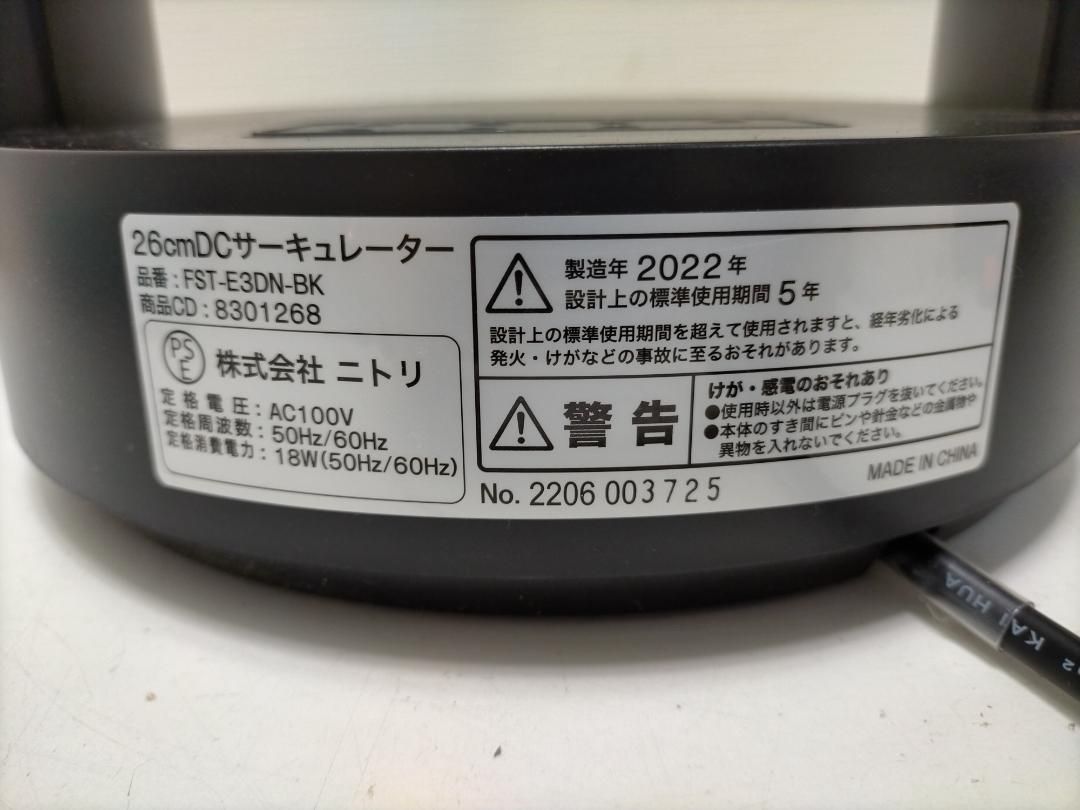 26cmDCサーキュレーター
品番：FST-E3DN-BK
商品CD：8301268
PSE
株式会社 ニトリ
定格電圧：AC100V
定格周波数：50Hz/60Hz
定格消費電力：18W(50Hz/60Hz)
製造年 2022年
設計上の標準使用期間 5年
設計上の標準使用期間を超えて使用されますと、経年劣化による
発火・けがなどの事故に至るおそれがあります。
警告
けが・感電のおそれあり
●使用時以外は電源プラグを抜いてください。
●本体のすき間にピンや針金などの金属物や
異物を入れないでください。
No. 2206 003725
MADE IN CHINA
KAI HUA